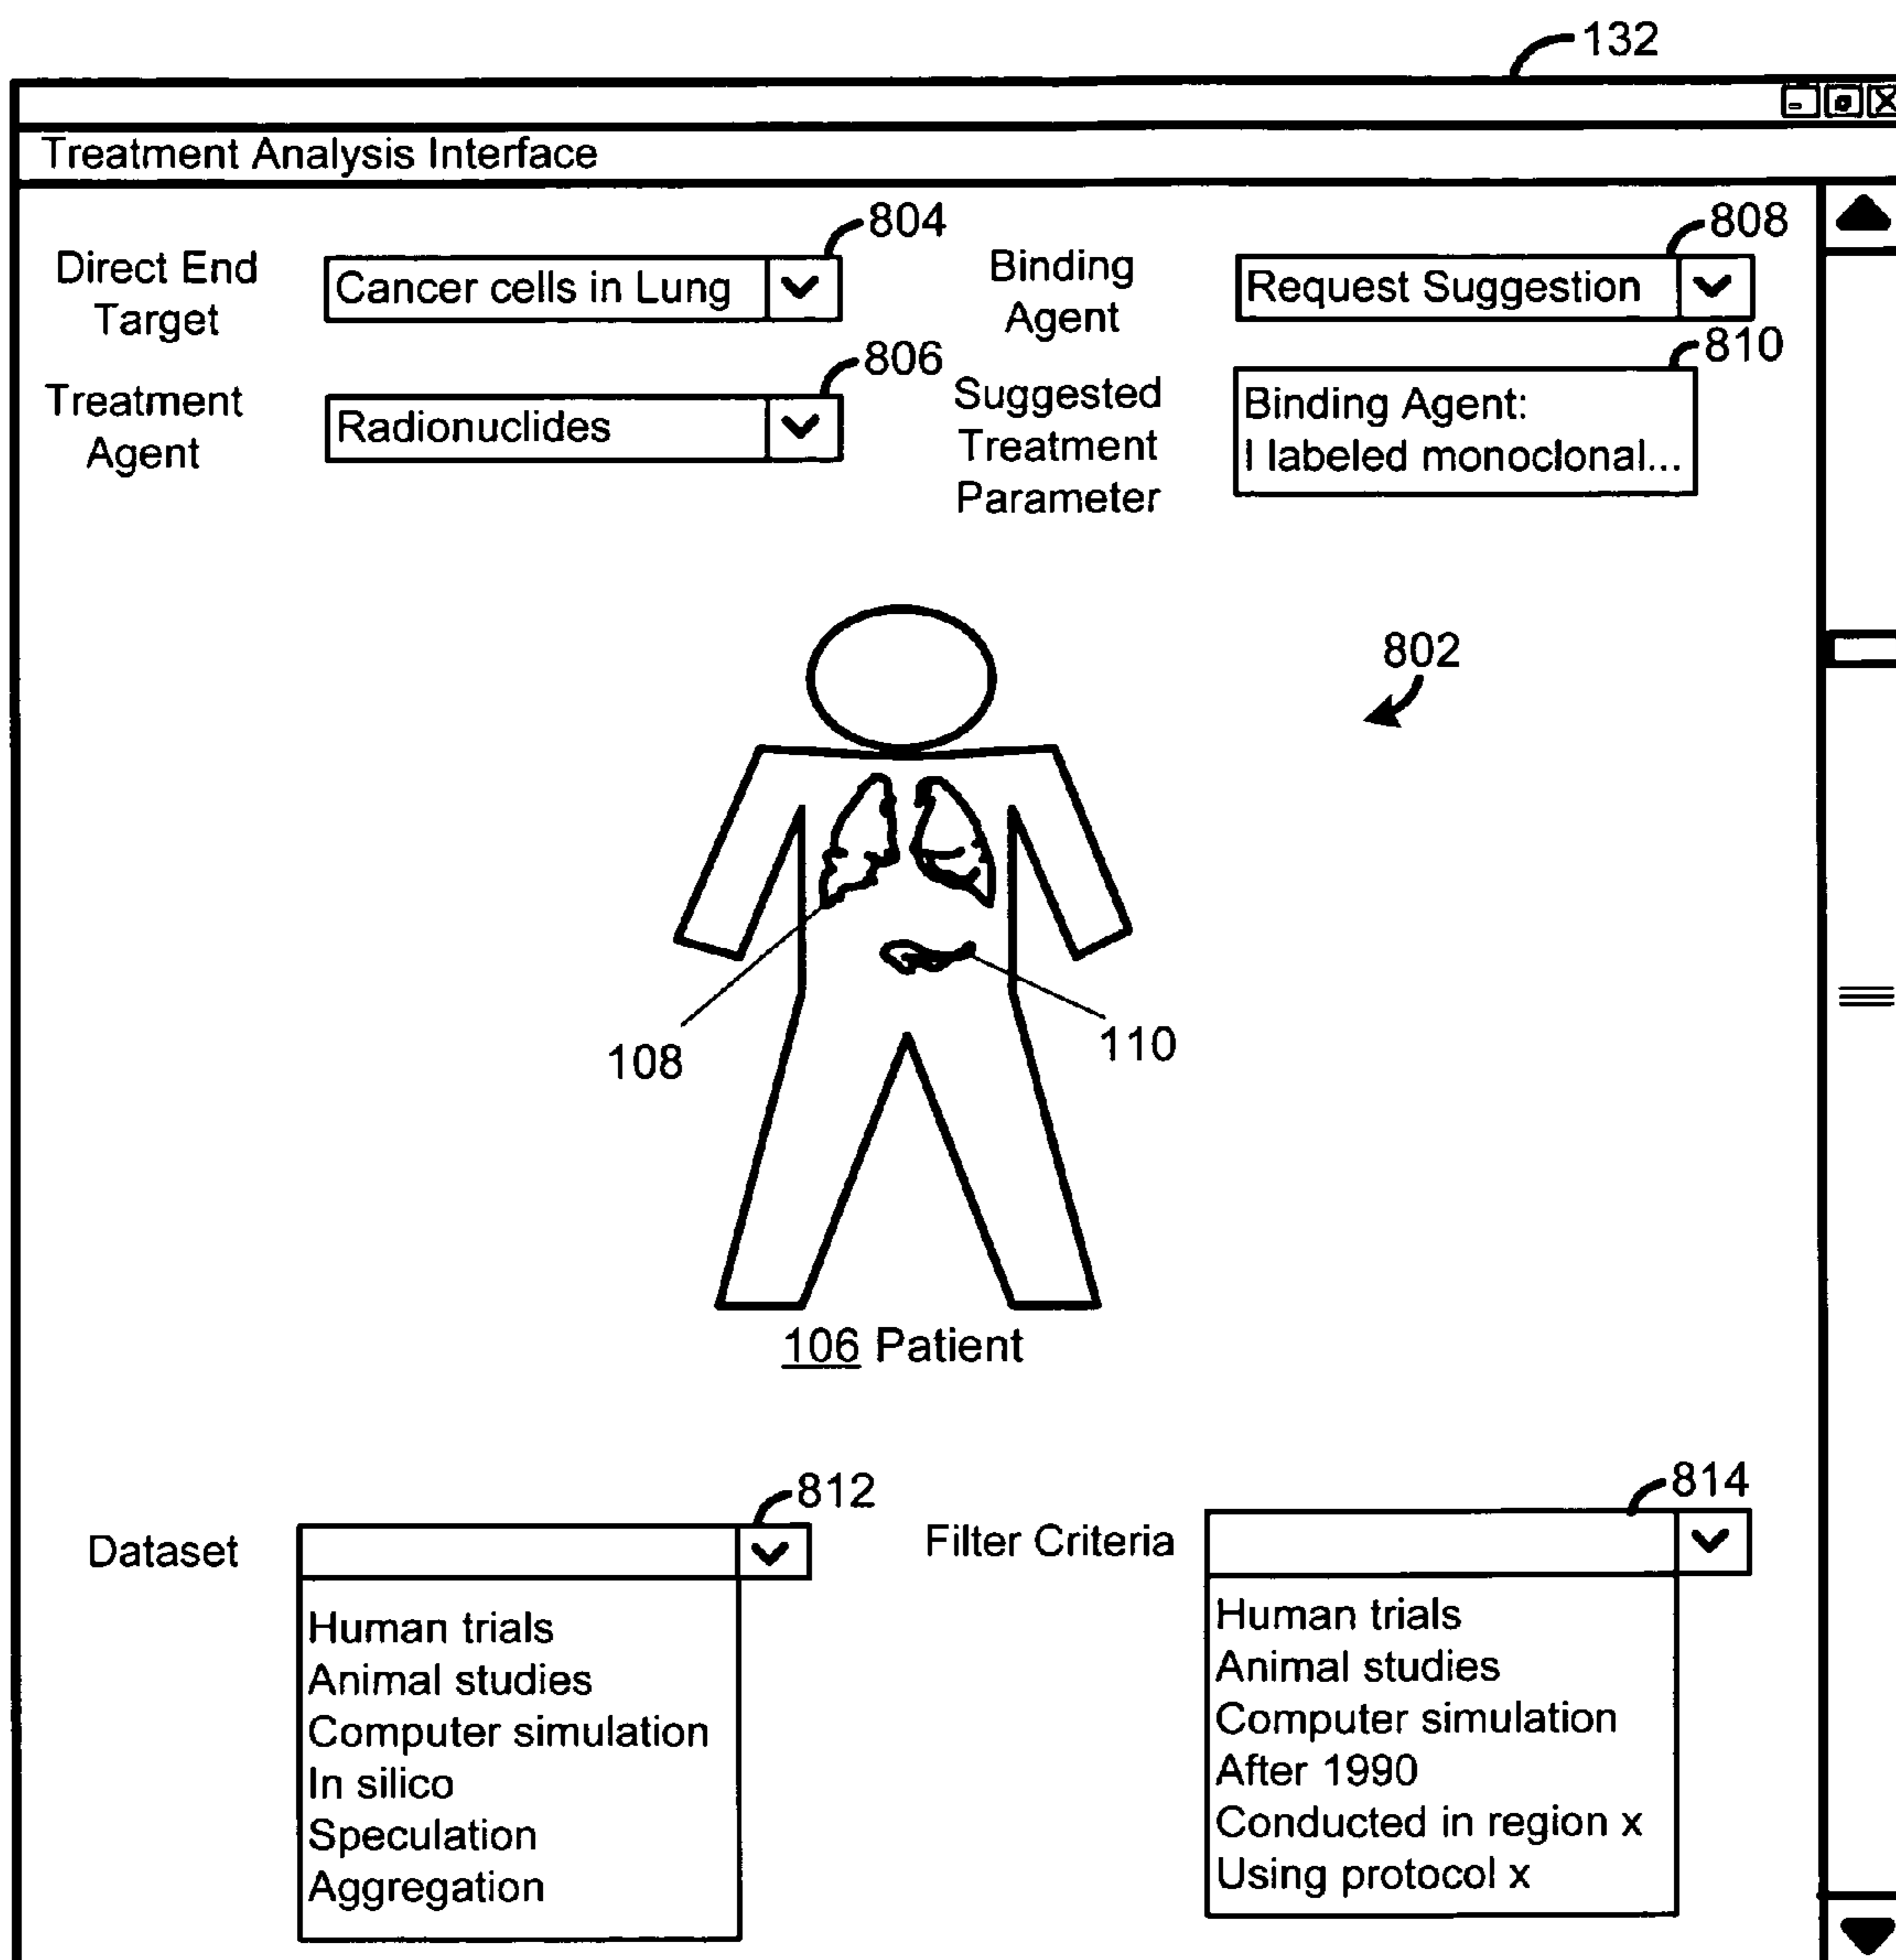 132
Treatment Analysis Interface
804
808
Direct End
Target
Cancer cells in Lung
Binding
Agent
Request Suggestion
806
810
Treatment
Agent
Radionuclides
Suggested
Treatment
Parameter
Binding Agent:
I labeled monoclonal...
802
108
110
106 Patient
812
814
Dataset
Filter Criteria
Human trials
Animal studies
Computer simulation
In silico
Speculation
Aggregation
Human trials
Animal studies
Computer simulation
After 1990
Conducted in region x
Using protocol x